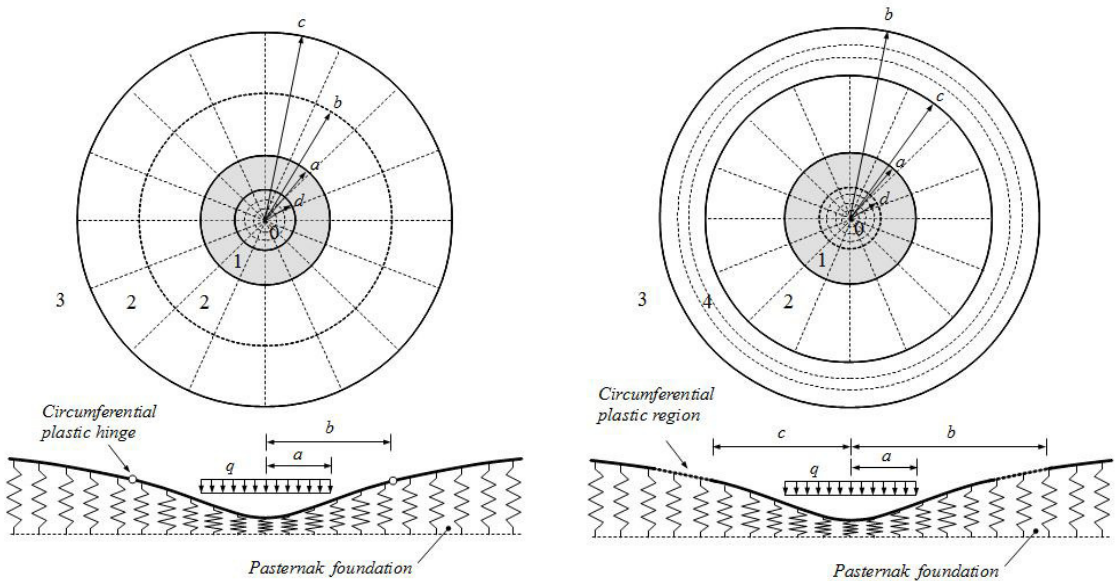 c
b
a
d
0
1
3
2
2
Circumferential
plastic hinge
b
q
a
Pasternak foundation
b
c
a
d
0
1
3
4
2
Circumferential
plastic region
c
b
q
a
Pasternak foundation